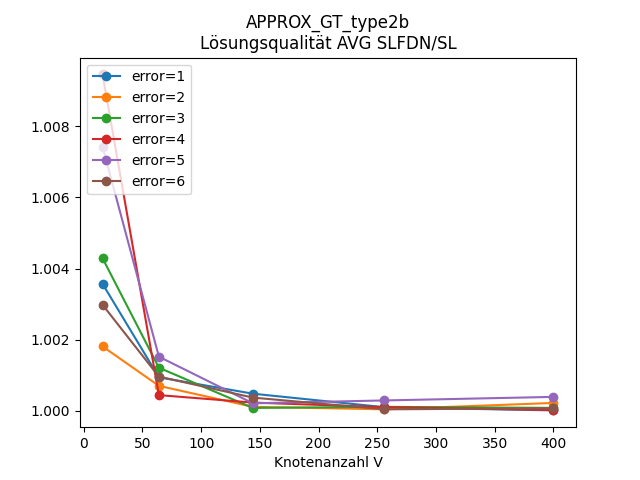 APPROX_GT_type2b
Lösungsqualität AVG SLFDN/SL
error=1
error=2
error=3
error=4
error=5
error=6
1.008
1.006
1.004
1.002
1.000
0 50 100 150 200 250 300 350 400
Knotenanzahl V